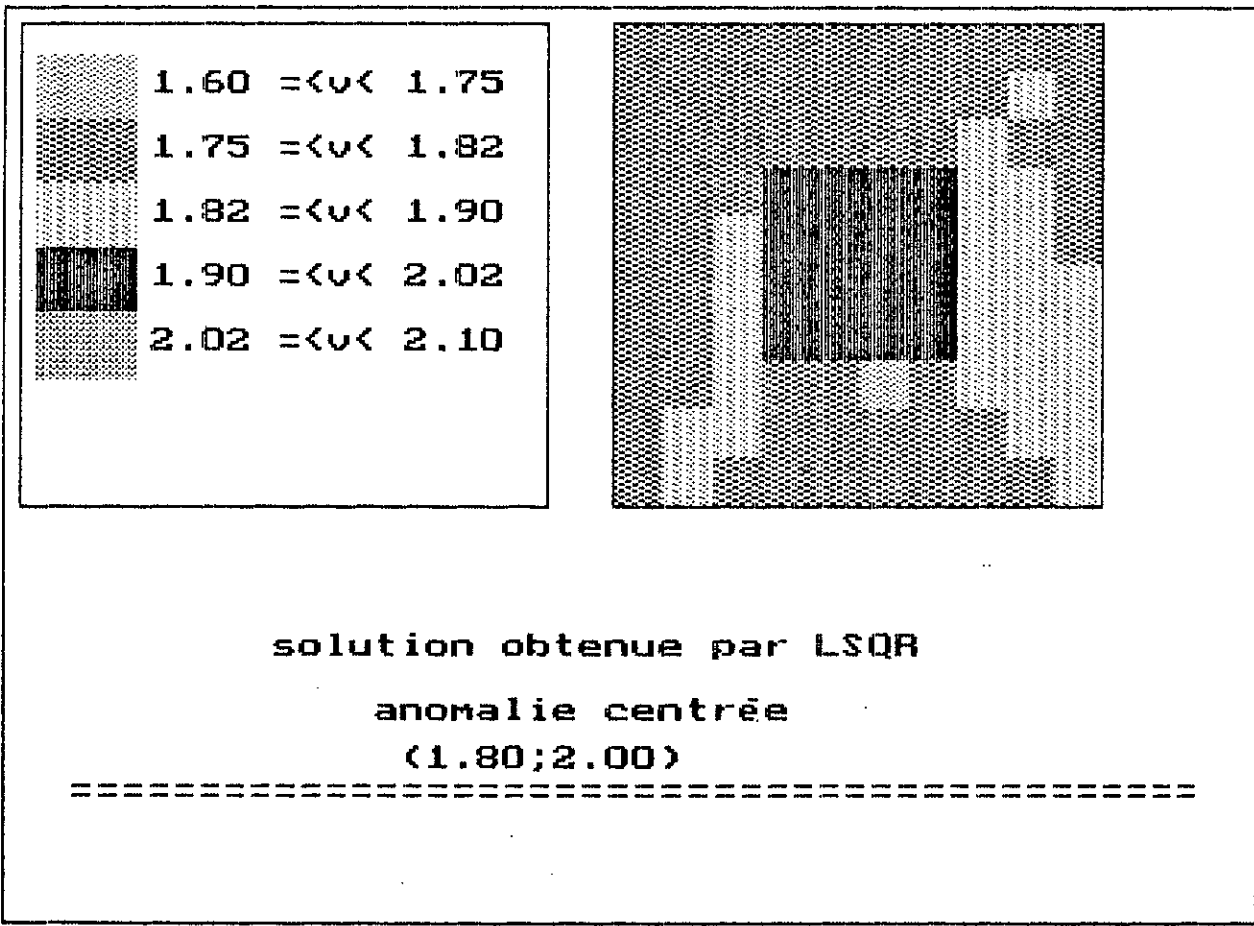 1.60 =<v< 1.75
1.75 =<v< 1.82
1.82 =<v< 1.90
1.90 =<v< 2.02
2.02 =<v< 2.10
solution obtenue par LSQR
anomalie centrée
(1.80;2.00)
==============================================